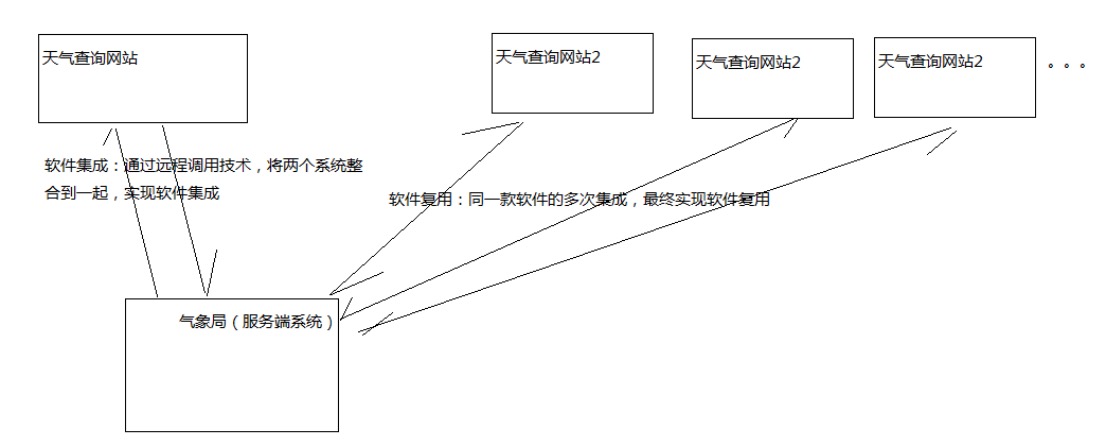 天气查询网站
天气查询网站2
天气查询网站2
天气查询网站2
。。。
软件集成：通过远程调用技术，将两个系统整
合到一起，实现软件集成
软件复用：同一款软件的多次集成，最终实现软件复用
气象局（服务端系统）